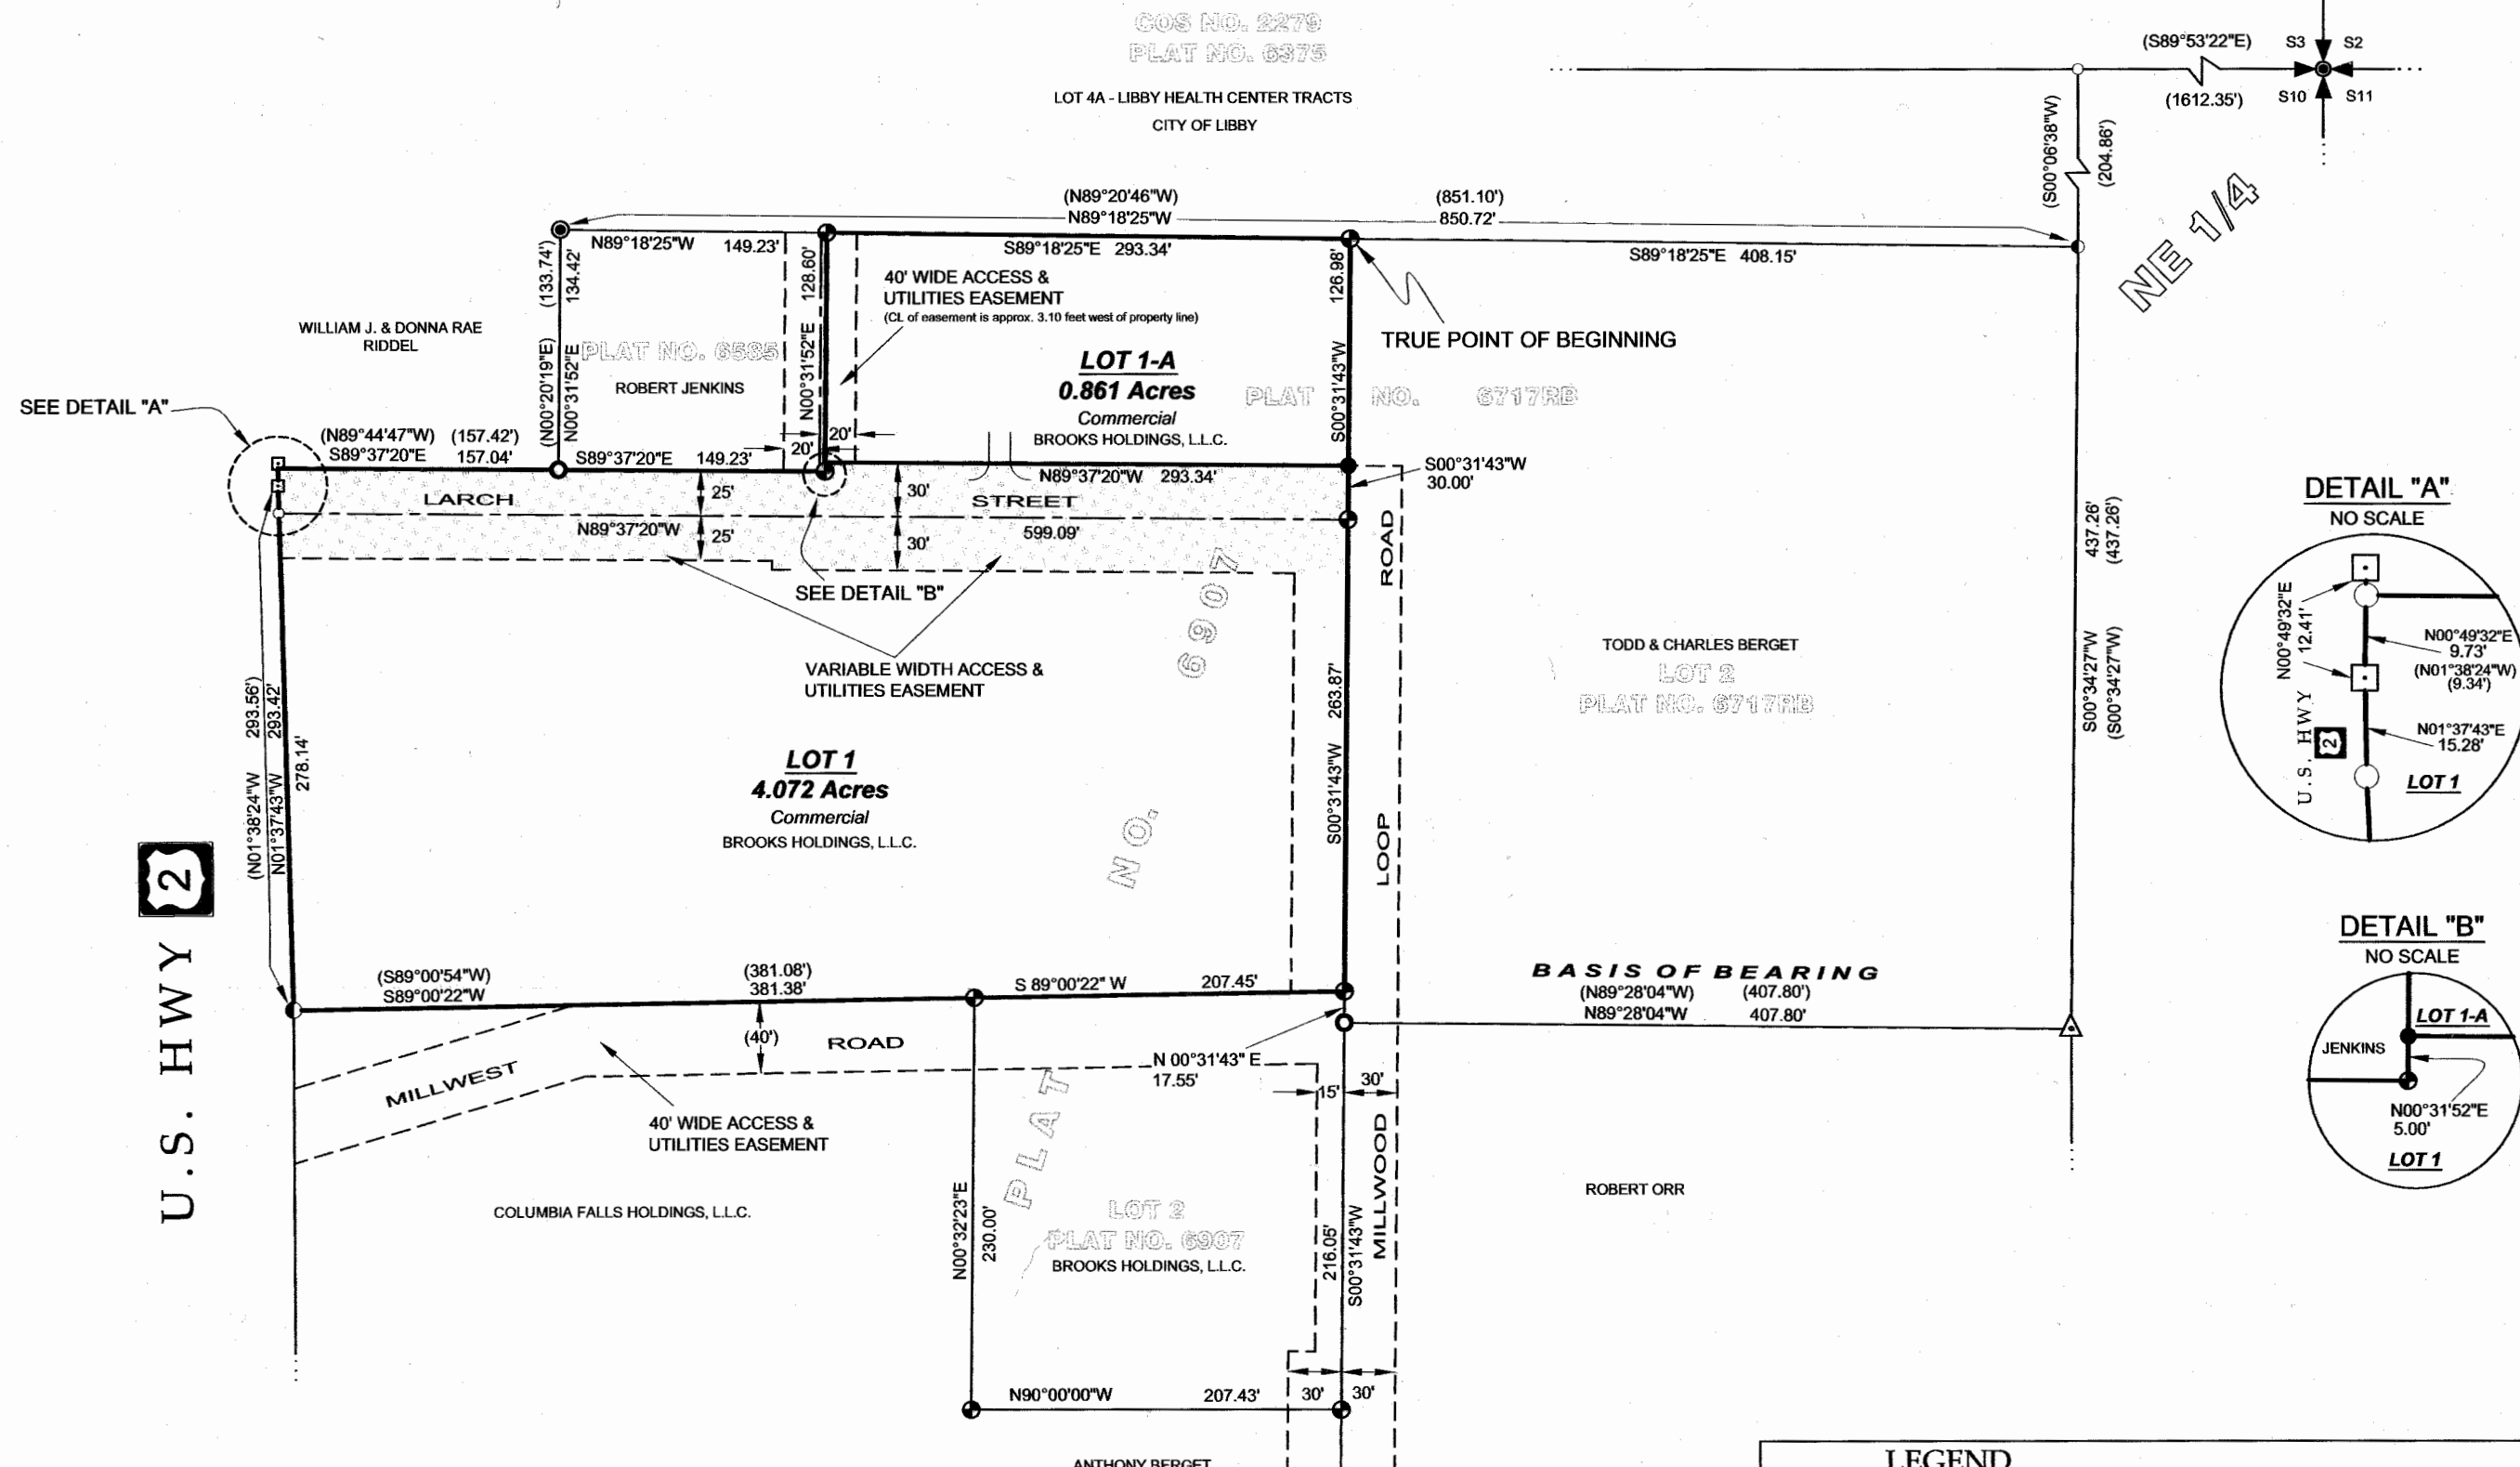 COS NO. 2279
PLAT NO. 6375
LOT 4A - LIBBY HEALTH CENTER TRACTS
CITY OF LIBBY
(S89°53'22"E)
(1612.35')
S3
S2
S10
S11
(S00°06'38"W)
(204.86')
NE 1/4
(N89°20'46"W) (851.10')
N89°18'25"W 850.72'
N89°18'25"W 149.23'
S89°18'25"E 293.34'
S89°18'25"E 408.15'
(N00°20'19"E) (133.74')
N00°31'52"E 134.42'
N00°31'52"E 128.60'
40' WIDE ACCESS &
UTILITIES EASEMENT
(CL of easement is approx. 3.10 feet west of property line)
S00°31'43"W 126.98'
TRUE POINT OF BEGINNING
WILLIAM J. & DONNA RAE
RIDDEL
PLAT NO. 6585
ROBERT JENKINS
LOT 1-A
0.861 Acres
Commercial
BROOKS HOLDINGS, L.L.C.
PLAT NO. 6717RB
SEE DETAIL "A"
(N89°44'47"W) (157.42')
S89°37'20"E 157.04'
S89°37'20"E 149.23'
20'
20'
N89°37'20"W 293.34'
S00°31'43"W
30.00'
LARCH STREET
25'
25'
30'
30'
N89°37'20"W 599.09'
SEE DETAIL "B"
VARIABLE WIDTH ACCESS &
UTILITIES EASEMENT
PLAT NO. 6907
MILLWOOD LOOP ROAD
TODD & CHARLES BERGET
LOT 2
PLAT NO. 6717RB
437.26'
(437.26')
S00°34'27"W
(S00°34'27"W)
(N01°38'24"W 293.56')
N01°37'43"W 293.42'
278.14'
LOT 1
4.072 Acres
Commercial
BROOKS HOLDINGS, L.L.C.
S00°31'43"W 263.87'
U.S. HWY 2
(S89°00'54"W) (381.08')
S89°00'22"W 381.38'
S 89°00'22" W 207.45'
BASIS OF BEARING
(N89°28'04"W) (407.80')
N89°28'04"W 407.80'
(40')
MILLWEST ROAD
N 00°31'43" E
17.55'
15'
30'
40' WIDE ACCESS &
UTILITIES EASEMENT
COLUMBIA FALLS HOLDINGS, L.L.C.
N00°32'23"E
230.00'
LOT 2
PLAT NO. 6907
BROOKS HOLDINGS, L.L.C.
216.05'
S00°31'43"W
ROBERT ORR
N90°00'00"W 207.43'
30'
30'
ANTHONY BERGET
DETAIL "A"
NO SCALE
N00°49'32"E
12.41'
N00°49'32"E
9.73'
(N01°38'24"W)
(9.34')
N01°37'43"E
15.28'
U.S. HWY 2
LOT 1
DETAIL "B"
NO SCALE
LOT 1-A
JENKINS
N00°31'52"E
5.00'
LOT 1
LEGEND